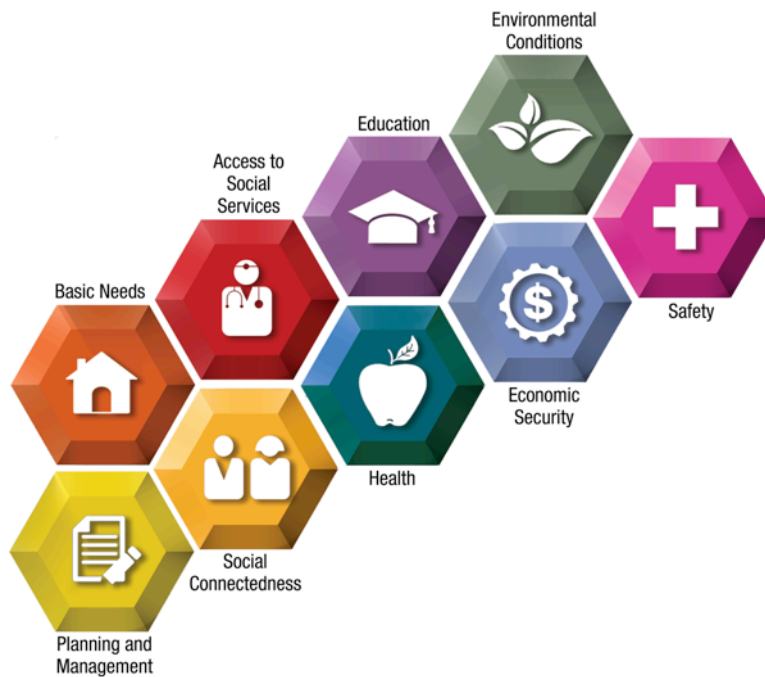 Environmental
Conditions
Education
Access to
Social
Services
Basic Needs
Safety
Economic
Security
Health
Social
Connectedness
Planning and
Management
$